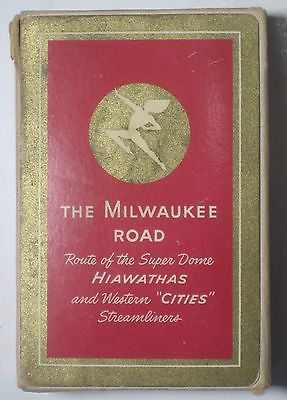 THE MILWAUKEE
ROAD
Route of the Super Dome
HIAWATHAS
and Western "CITIES"
Streamliners